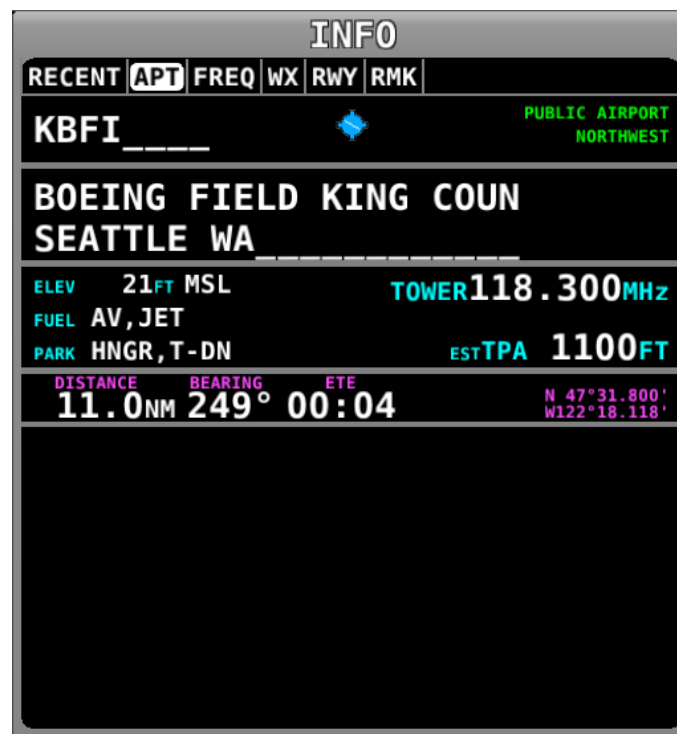 INFO
RECENT APT FREQ WX RWY RMK
KBFI____
PUBLIC AIRPORT
NORTHWEST
BOEING FIELD KING COUN
SEATTLE WA____________
ELEV 21FT MSL
TOWER118.300MHz
FUEL AV,JET
PARK HNGR,T-DN
ESTTPA 1100FT
DISTANCE BEARING ETE
11.0NM 249° 00:04
N 47°31.800'
W122°18.118'